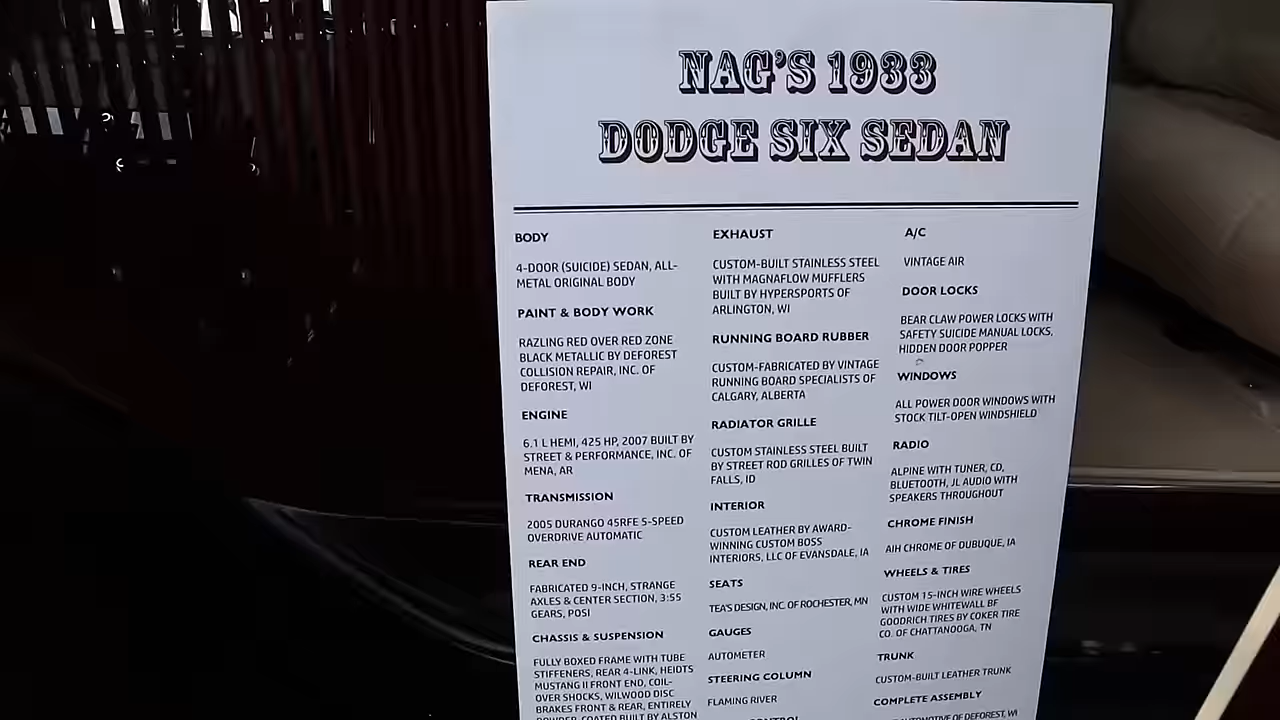 NAG'S 1933
DODGE SIX SEDAN
BODY
4-DOOR (SUICIDE) SEDAN, ALL-
METAL ORIGINAL BODY
PAINT & BODY WORK
RAZLING RED OVER RED ZONE
BLACK METALLIC BY DEFOREST
COLLISION REPAIR, INC. OF
DEFOREST, WI
ENGINE
6.1 L HEMI, 425 HP, 2007 BUILT BY
STREET & PERFORMANCE, INC. OF
MENA, AR
TRANSMISSION
2005 DURANGO 45RFE 5-SPEED
OVERDRIVE AUTOMATIC
REAR END
FABRICATED 9-INCH, STRANGE
AXLES & CENTER SECTION, 3:55
GEARS, POSI
CHASSIS & SUSPENSION
FULLY BOXED FRAME WITH TUBE
STIFFENERS, REAR 4-LINK, HEIDTS
MUSTANG II FRONT END, COIL-
OVER SHOCKS, WILWOOD DISC
BRAKES FRONT & REAR, ENTIRELY
POWDER-COATED BUILT BY ALSTON
EXHAUST
CUSTOM-BUILT STAINLESS STEEL
WITH MAGNAFLOW MUFFLERS
BUILT BY HYPERSPORTS OF
ARLINGTON, WI
RUNNING BOARD RUBBER
CUSTOM-FABRICATED BY VINTAGE
RUNNING BOARD SPECIALISTS OF
CALGARY, ALBERTA
RADIATOR GRILLE
CUSTOM STAINLESS STEEL BUILT
BY STREET ROD GRILLES OF TWIN
FALLS, ID
INTERIOR
CUSTOM LEATHER BY AWARD-
WINNING CUSTOM BOSS
INTERIORS, LLC OF EVANSDALE, IA
SEATS
TEA'S DESIGN, INC. OF ROCHESTER, MN
GAUGES
AUTOMETER
STEERING COLUMN
FLAMING RIVER
CONTROL
A/C
VINTAGE AIR
DOOR LOCKS
BEAR CLAW POWER LOCKS WITH
SAFETY SUICIDE MANUAL LOCKS,
HIDDEN DOOR POPPER
WINDOWS
ALL POWER DOOR WINDOWS WITH
STOCK TILT-OPEN WINDSHIELD
RADIO
ALPINE WITH TUNER, CD,
BLUETOOTH, JL AUDIO WITH
SPEAKERS THROUGHOUT
CHROME FINISH
AIH CHROME OF DUBUQUE, IA
WHEELS & TIRES
CUSTOM 15-INCH WIRE WHEELS
WITH WIDE WHITEWALL BF
GOODRICH TIRES BY COKER TIRE
CO. OF CHATTANOOGA, TN
TRUNK
CUSTOM-BUILT LEATHER TRUNK
COMPLETE ASSEMBLY
AUTOMOTIVE OF DEFOREST, WI